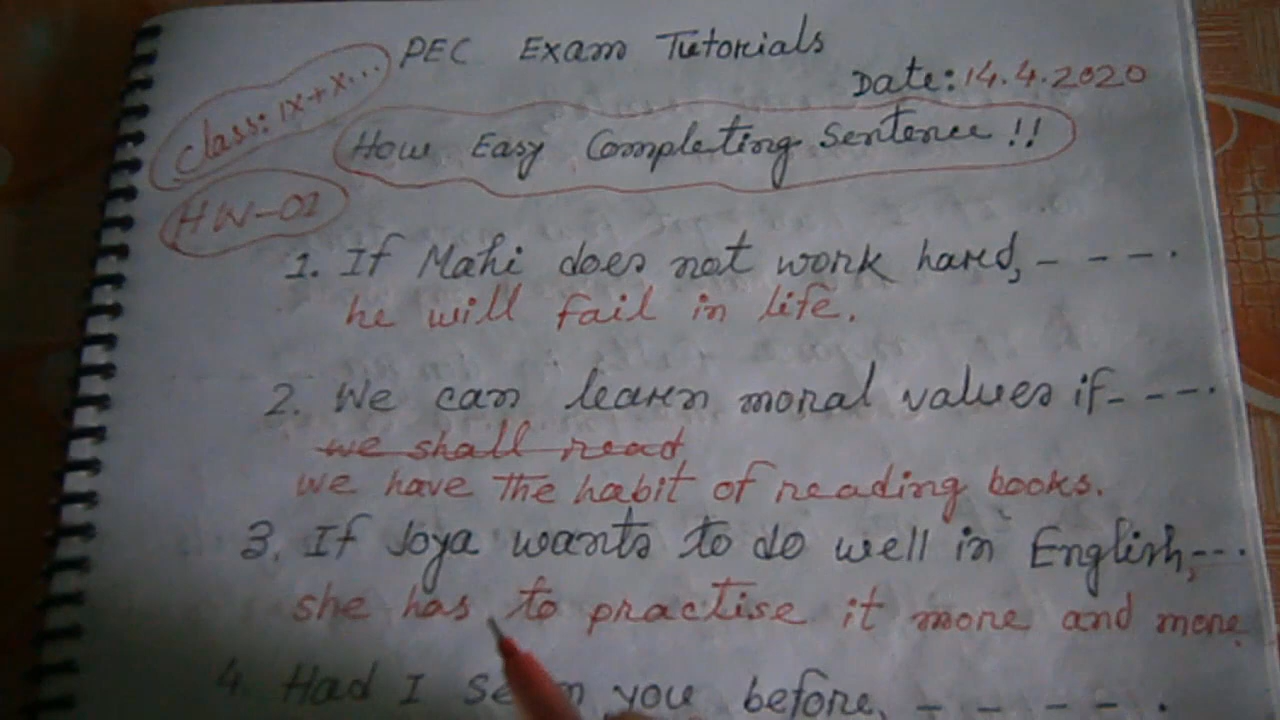 PEC Exam Tutorials
Date: 14.4.2020
Class: IX + X...
How Easy Completing Sentence !!
HW-01
1. If Mahi does not work hard, - - - -.
he will fail in life.
2. We can learn moral values if - - - -.
we shall read
we have the habit of reading books.
3. If Joya wants to do well in English, ---.
she has to practise it more and more
4. Had I seen you before, - - - - -.